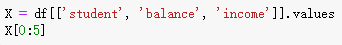 X = df[['student', 'balance', 'income']].values
X[0:5]